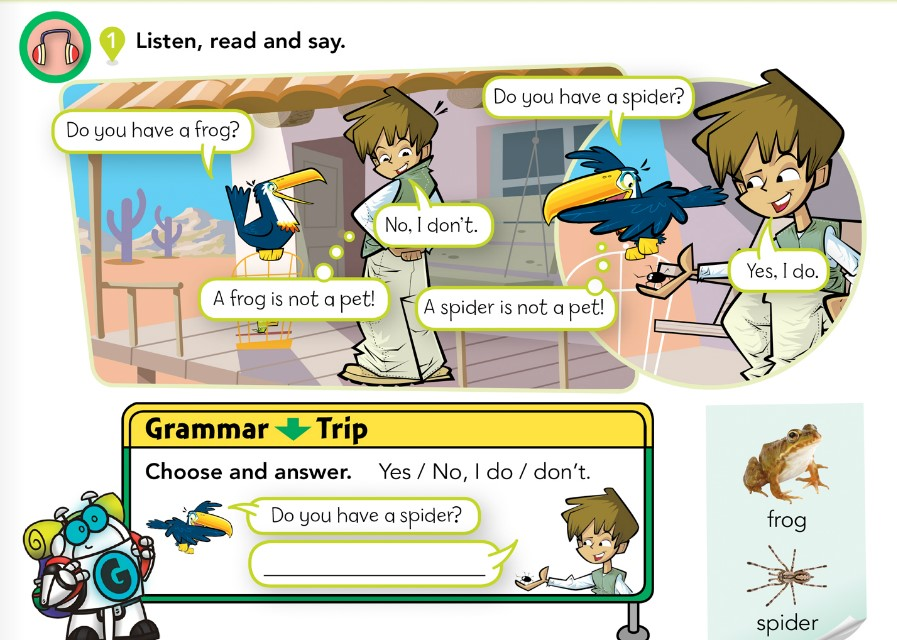 1 Listen, read and say.
Do you have a frog?
No, I don't.
A frog is not a pet!
Do you have a spider?
Yes, I do.
A spider is not a pet!
Grammar Trip
Choose and answer. Yes / No, I do / don't.
Do you have a spider?
G
frog
spider